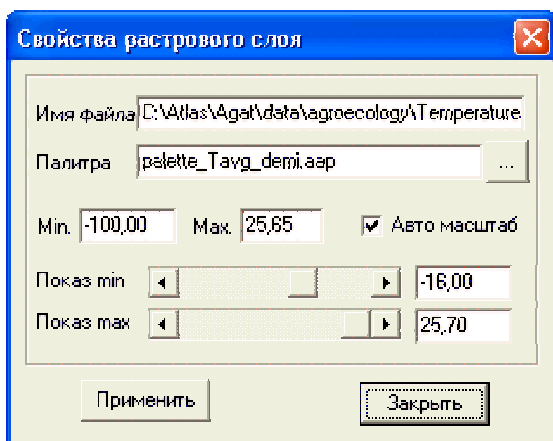 Свойства растрового слоя
Имя файла C:\Atlas\Agat\data\agroecology\Temperature
Палитра palette_Tavg_demi.aap ...
Min. -100,00 Max. 25,65 Авто масштаб
Показ min -16,00
Показ max 25,70
Применить Закрыть